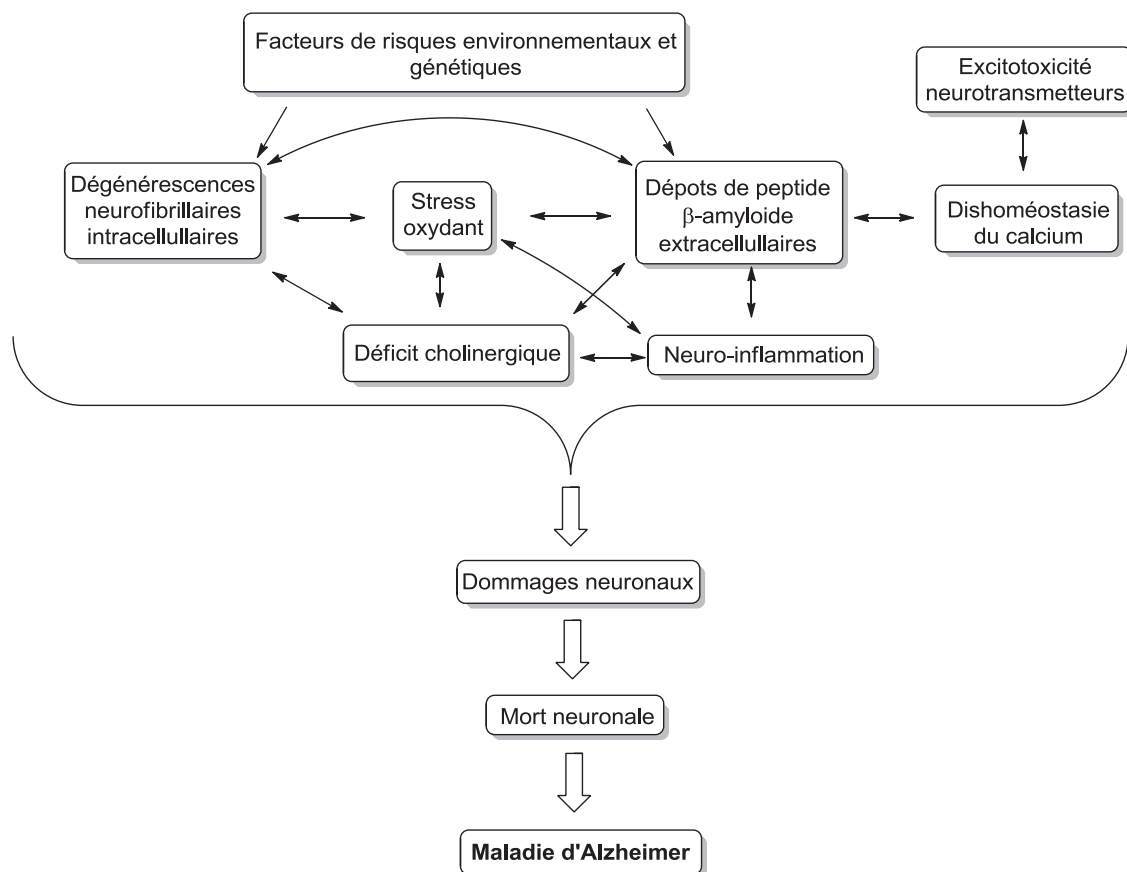 Facteurs de risques environnementaux et
génétiques
Excitotoxicité
neurotransmetteurs
Dégénérescences
neurofibrillaires
intracellullaires
Stress
oxydant
Dépots de peptide
β-amyloide
extracellullaires
Dishoméostasie
du calcium
Déficit cholinergique
Neuro-inflammation
Dommages neuronaux
Mort neuronale
Maladie d'Alzheimer